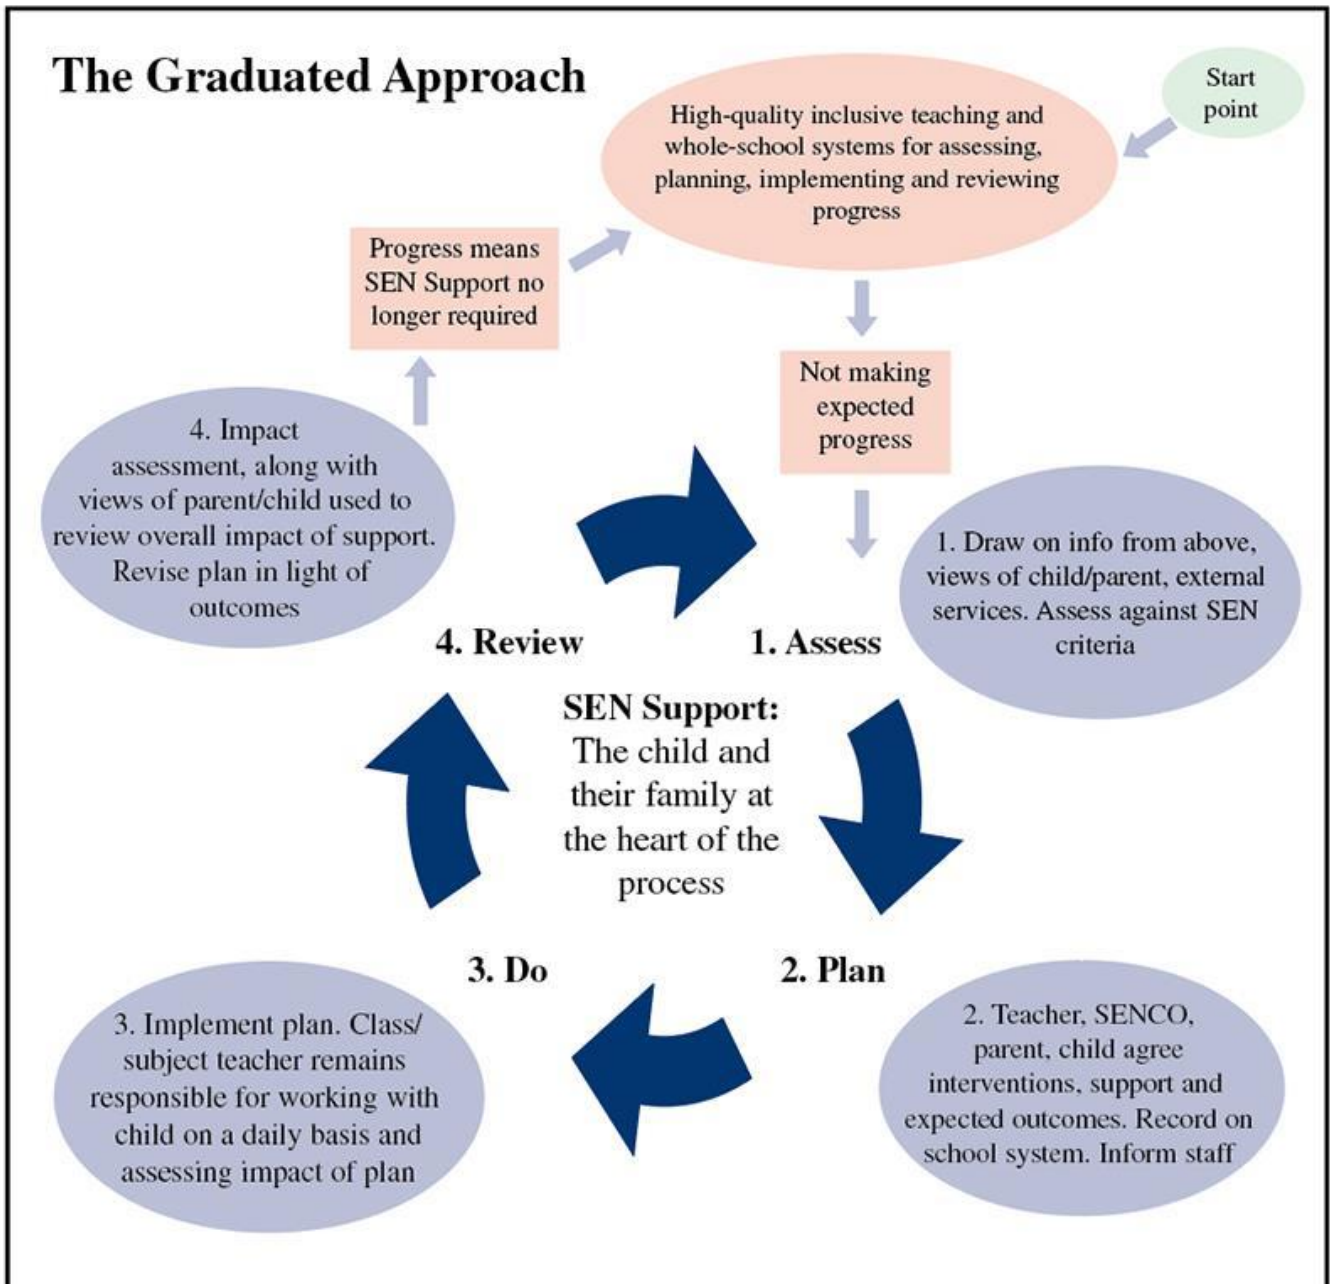 The Graduated Approach
Start
point
High-quality inclusive teaching and
whole-school systems for assessing,
planning, implementing and reviewing
progress
Progress means
SEN Support no
longer required
Not making
expected
progress
4. Impact
assessment, along with
views of parent/child used to
review overall impact of support.
Revise plan in light of
outcomes
1. Draw on info from above,
views of child/parent, external
services. Assess against SEN
criteria
4. Review
1. Assess
SEN Support:
The child and
their family at
the heart of the
process
3. Do
2. Plan
3. Implement plan. Class/
subject teacher remains
responsible for working with
child on a daily basis and
assessing impact of plan
2. Teacher, SENCO,
parent, child agree
interventions, support and
expected outcomes. Record on
school system. Inform staff